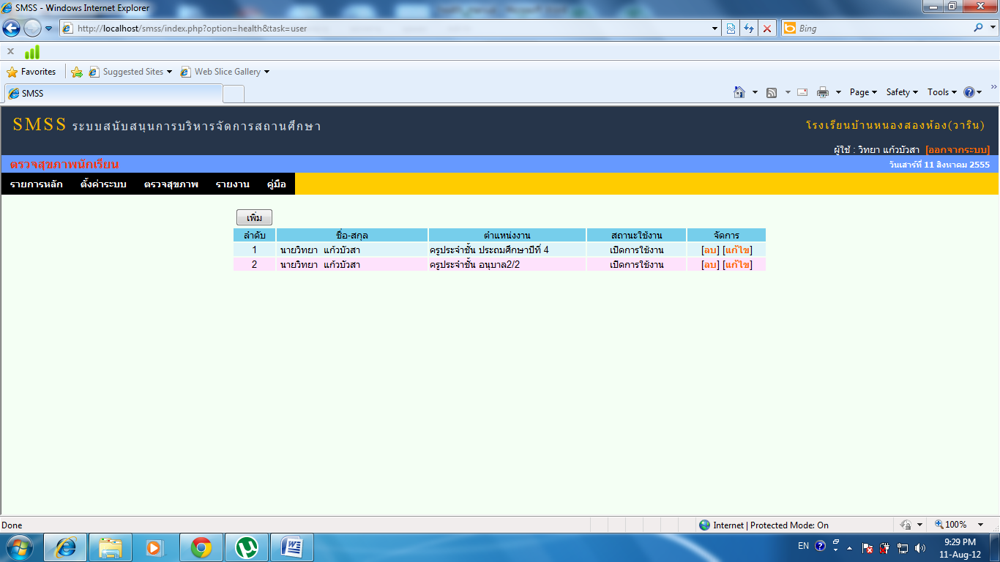 SMSS - Windows Internet Explorer
http://localhost/smss/index.php?option=health&task=user
Bing
Favorites Suggested Sites Web Slice Gallery
SMSS Page Safety Tools
SMSS ระบบสนับสนุนการบริหารจัดการสถานศึกษา โรงเรียนบ้านหนองสองห้อง(วาริน)
ผู้ใช้ : วิทยา แก้วบัวสา [ออกจากระบบ]
ตรวจสุขภาพนักเรียน วันเสาร์ที่ 11 สิงหาคม 2555
รายการหลัก ตั้งค่าระบบ ตรวจสุขภาพ รายงาน คู่มือ
เพิ่ม
ลำดับ ชื่อ-สกุล ตำแหน่งงาน สถานะใช้งาน จัดการ
1 นายวิทยา แก้วบัวสา ครูประจำชั้น ประถมศึกษาปีที่ 4 เปิดการใช้งาน [ลบ] [แก้ไข]
2 นายวิทยา แก้วบัวสา ครูประจำชั้น อนุบาล2/2 เปิดการใช้งาน [ลบ] [แก้ไข]
Done Internet | Protected Mode: On 100%
EN 9:29 PM
11-Aug-12